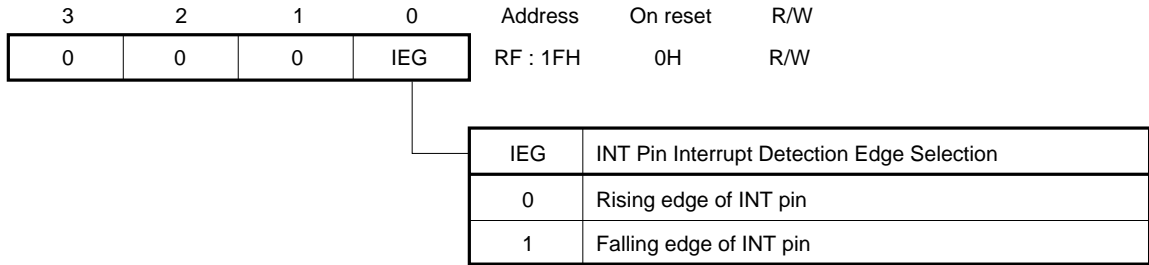 3 2 1 0 Address On reset R/W
0 0 0 IEG RF : 1FH 0H R/W
IEG INT Pin Interrupt Detection Edge Selection
0 Rising edge of INT pin
1 Falling edge of INT pin